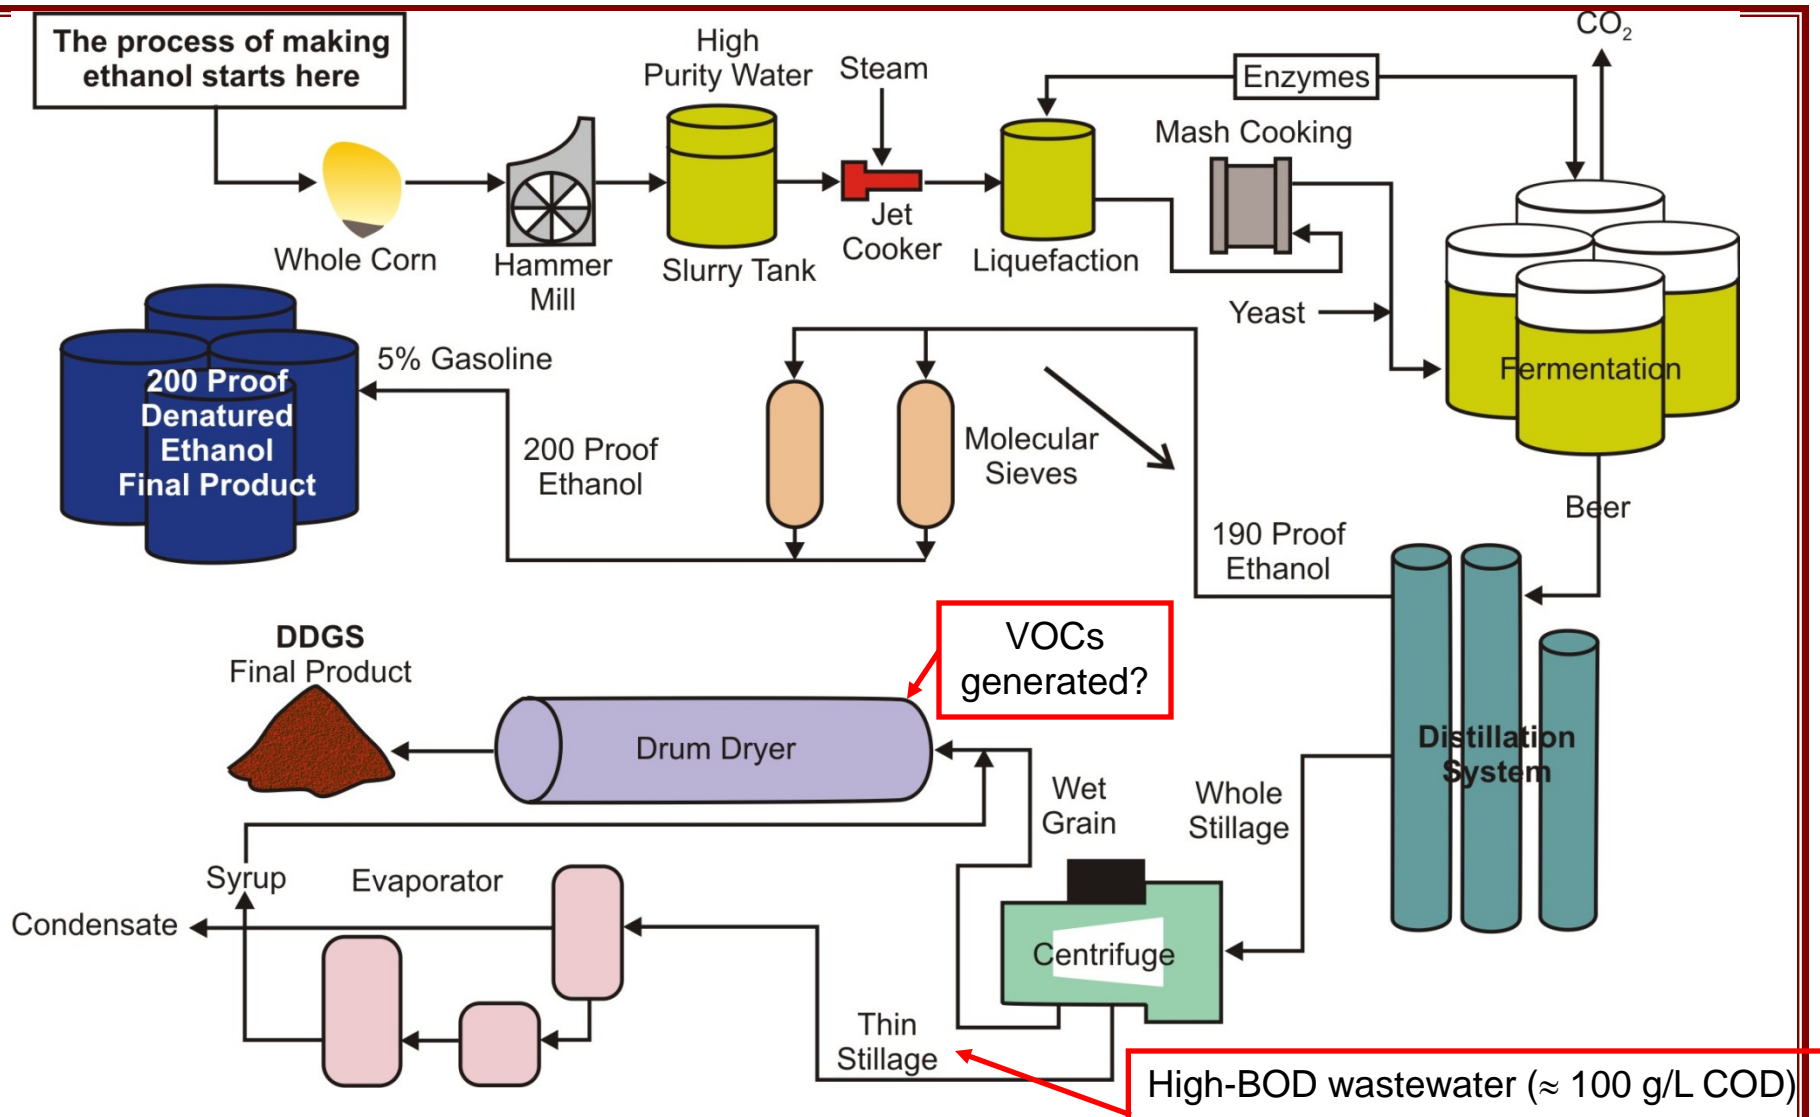 The process of making
ethanol starts here
High
Purity Water
Steam
Enzymes
CO₂
Mash Cooking
Whole Corn
Hammer
Mill
Slurry Tank
Jet
Cooker
Liquefaction
Yeast
Fermentation
5% Gasoline
200 Proof
Denatured
Ethanol
Final Product
200 Proof
Ethanol
Molecular
Sieves
Beer
190 Proof
Ethanol
VOCs
generated?
DDGS
Final Product
Drum Dryer
Distillation
System
Wet
Grain
Whole
Stillage
Syrup
Evaporator
Condensate
Centrifuge
Thin
Stillage
High-BOD wastewater (≈ 100 g/L COD)